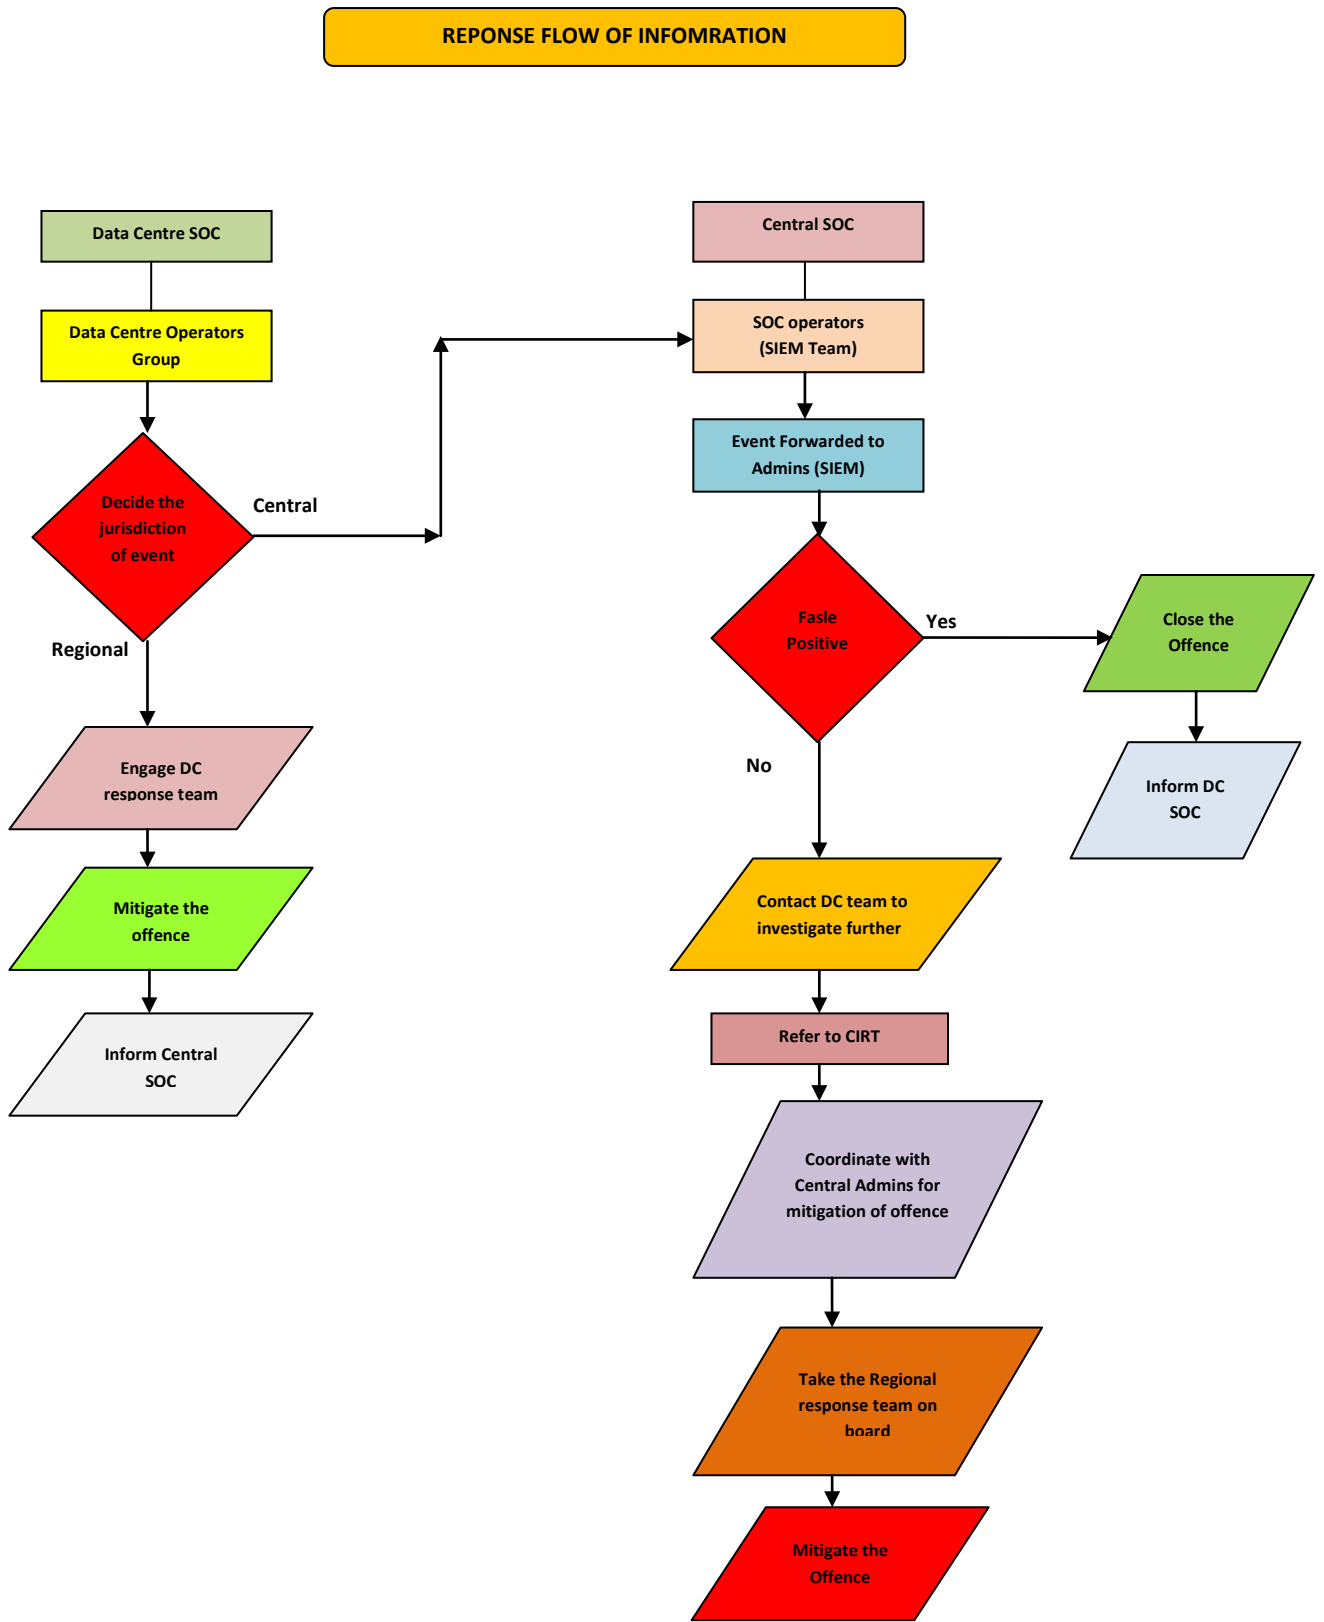 REPONSE FLOW OF INFOMRATION
Data Centre SOC
Data Centre Operators
Group
Decide the
jurisdiction
of event
Central
Regional
Engage DC
response team
Mitigate the
offence
Inform Central
SOC
Central SOC
SOC operators
(SIEM Team)
Event Forwarded to
Admins (SIEM)
Fasle
Positive
Yes
Close the
Offence
Inform DC
SOC
No
Contact DC team to
investigate further
Refer to CIRT
Coordinate with
Central Admins for
mitigation of offence
Take the Regional
response team on
board
Mitigate the
Offence